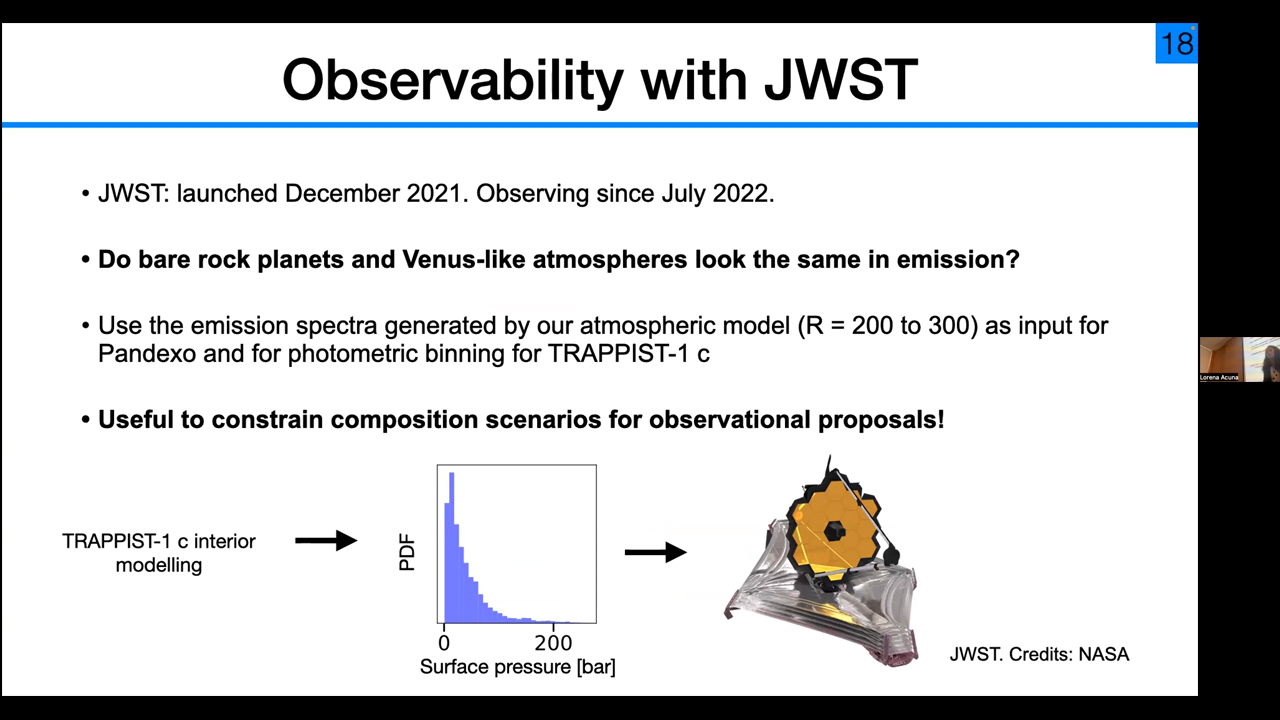 18
Observability with JWST
• JWST: launched December 2021. Observing since July 2022.
• Do bare rock planets and Venus-like atmospheres look the same in emission?
• Use the emission spectra generated by our atmospheric model (R = 200 to 300) as input for
Pandexo and for photometric binning for TRAPPIST-1 c
• Useful to constrain composition scenarios for observational proposals!
TRAPPIST-1 c interior
modelling
PDF
0 200
Surface pressure [bar]
JWST. Credits: NASA
Lorena Acuna